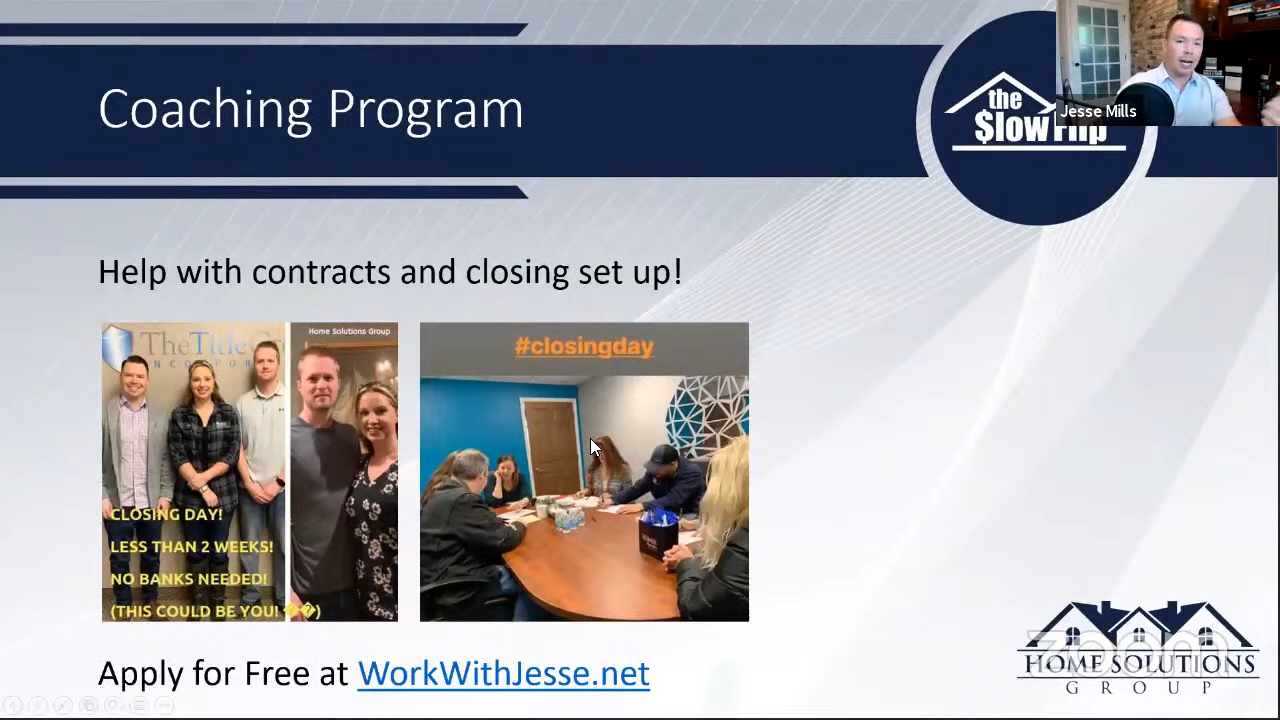 Coaching Program
the
$low Flip
Jesse Mills
Help with contracts and closing set up!
Home Solutions Group
CLOSING DAY!
LESS THAN 2 WEEKS!
NO BANKS NEEDED!
(THIS COULD BE YOU! ��)
#closingday
Apply for Free at WorkWithJesse.net
zoom
HOME SOLUTIONS
GROUP